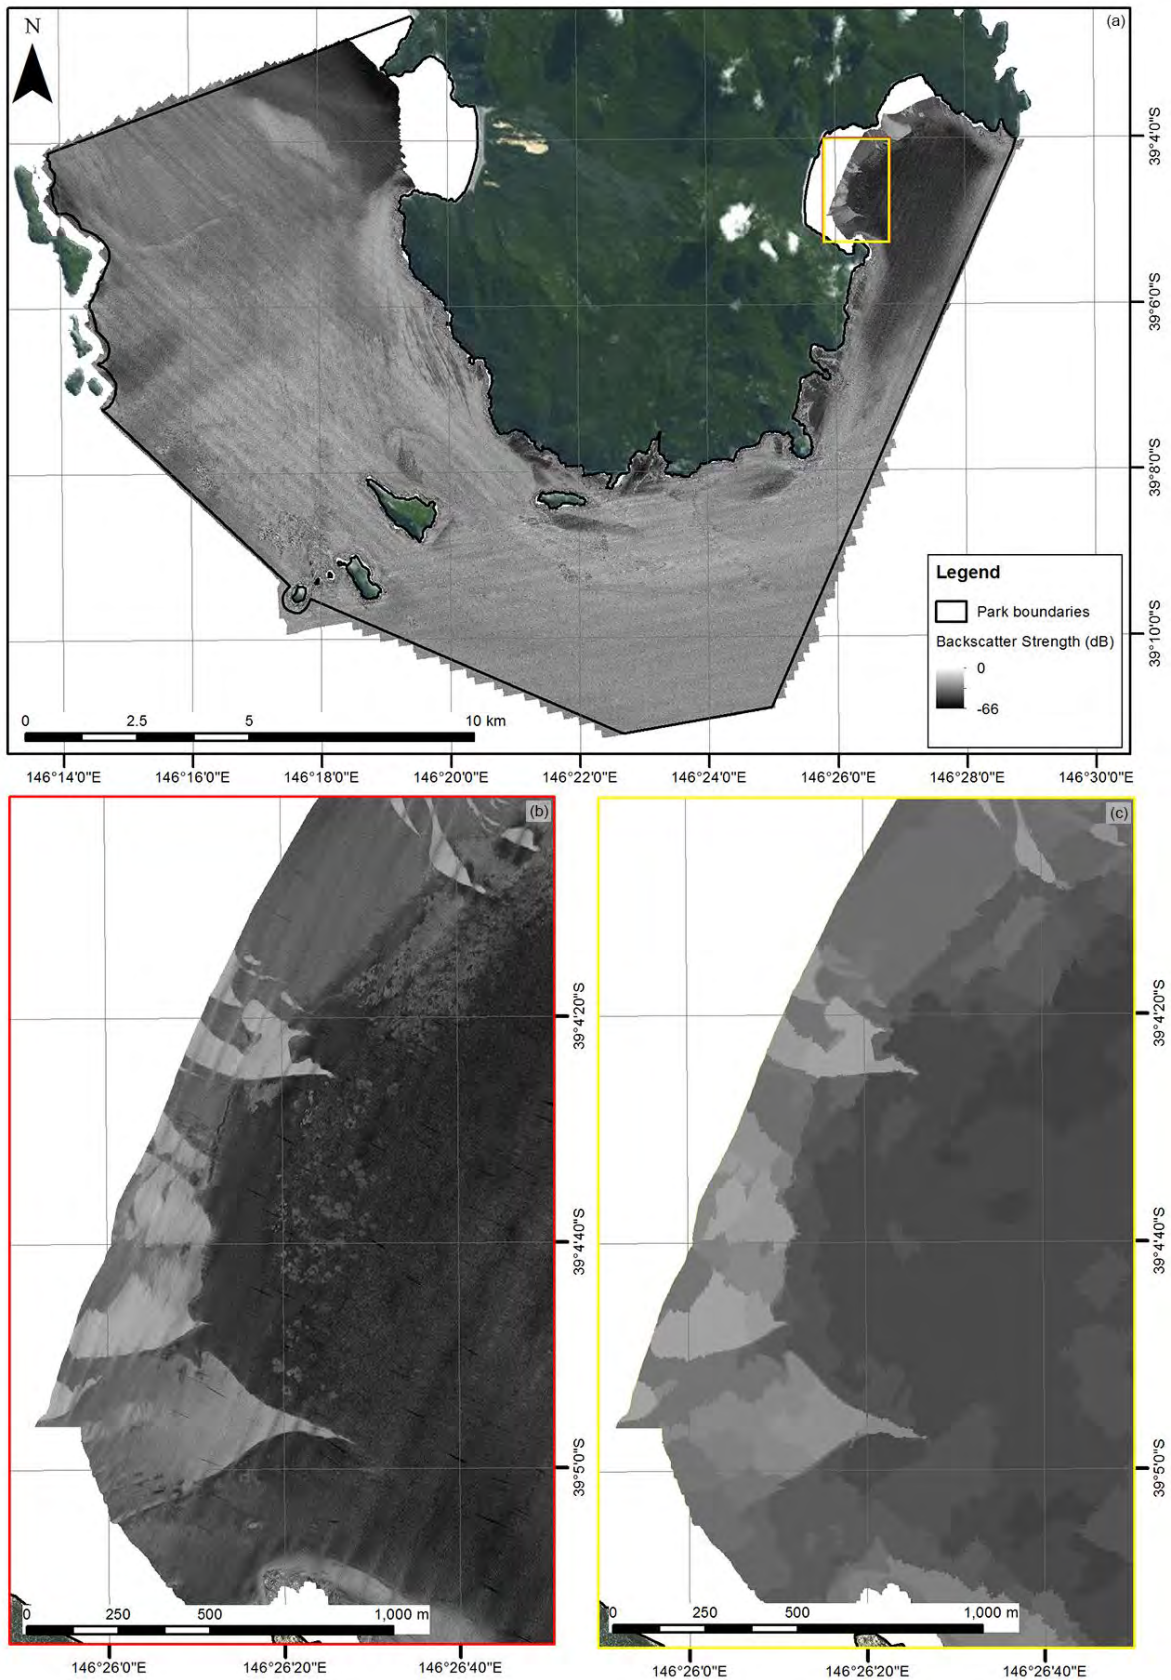 (a)
N
39°4'0"S
39°6'0"S
39°8'0"S
39°10'0"S
Legend
Park boundaries
Backscatter Strength (dB)
0
-66
0 2.5 5 10 km
146°14'0"E 146°16'0"E 146°18'0"E 146°20'0"E 146°22'0"E 146°24'0"E 146°26'0"E 146°28'0"E 146°30'0"E
(b)
39°4'20"S
39°4'40"S
39°5'0"S
0 250 500 1,000 m
146°26'0"E 146°26'20"E 146°26'40"E
(c)
39°4'20"S
39°4'40"S
39°5'0"S
0 250 500 1,000 m
146°26'0"E 146°26'20"E 146°26'40"E